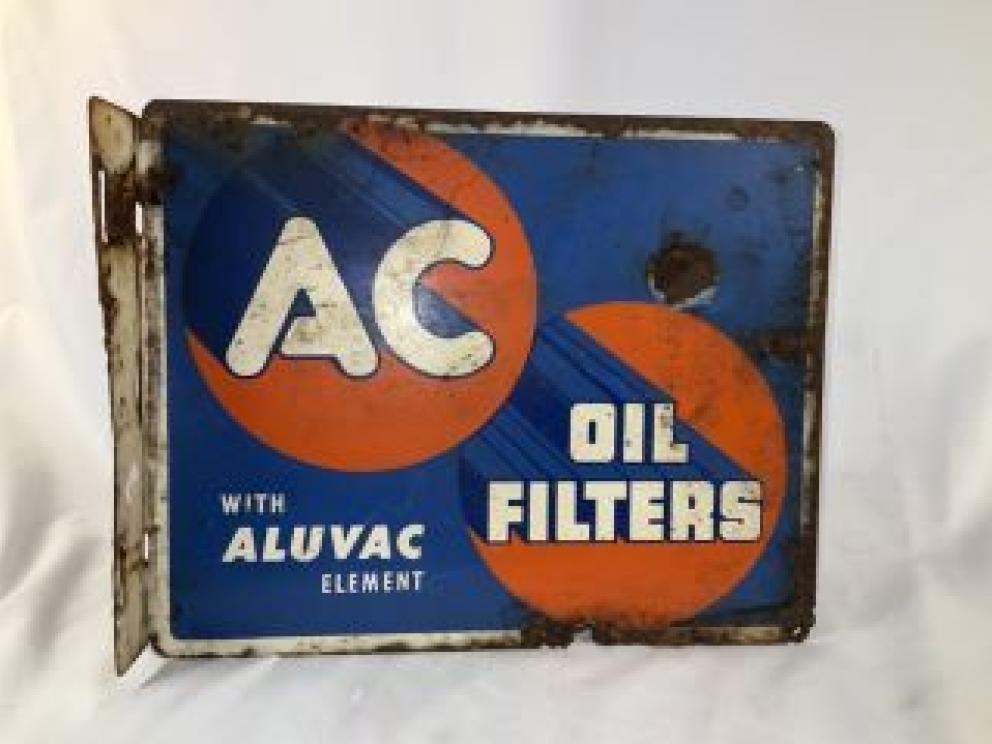 AC
OIL
FILTERS
WITH
ALUVAC
ELEMENT